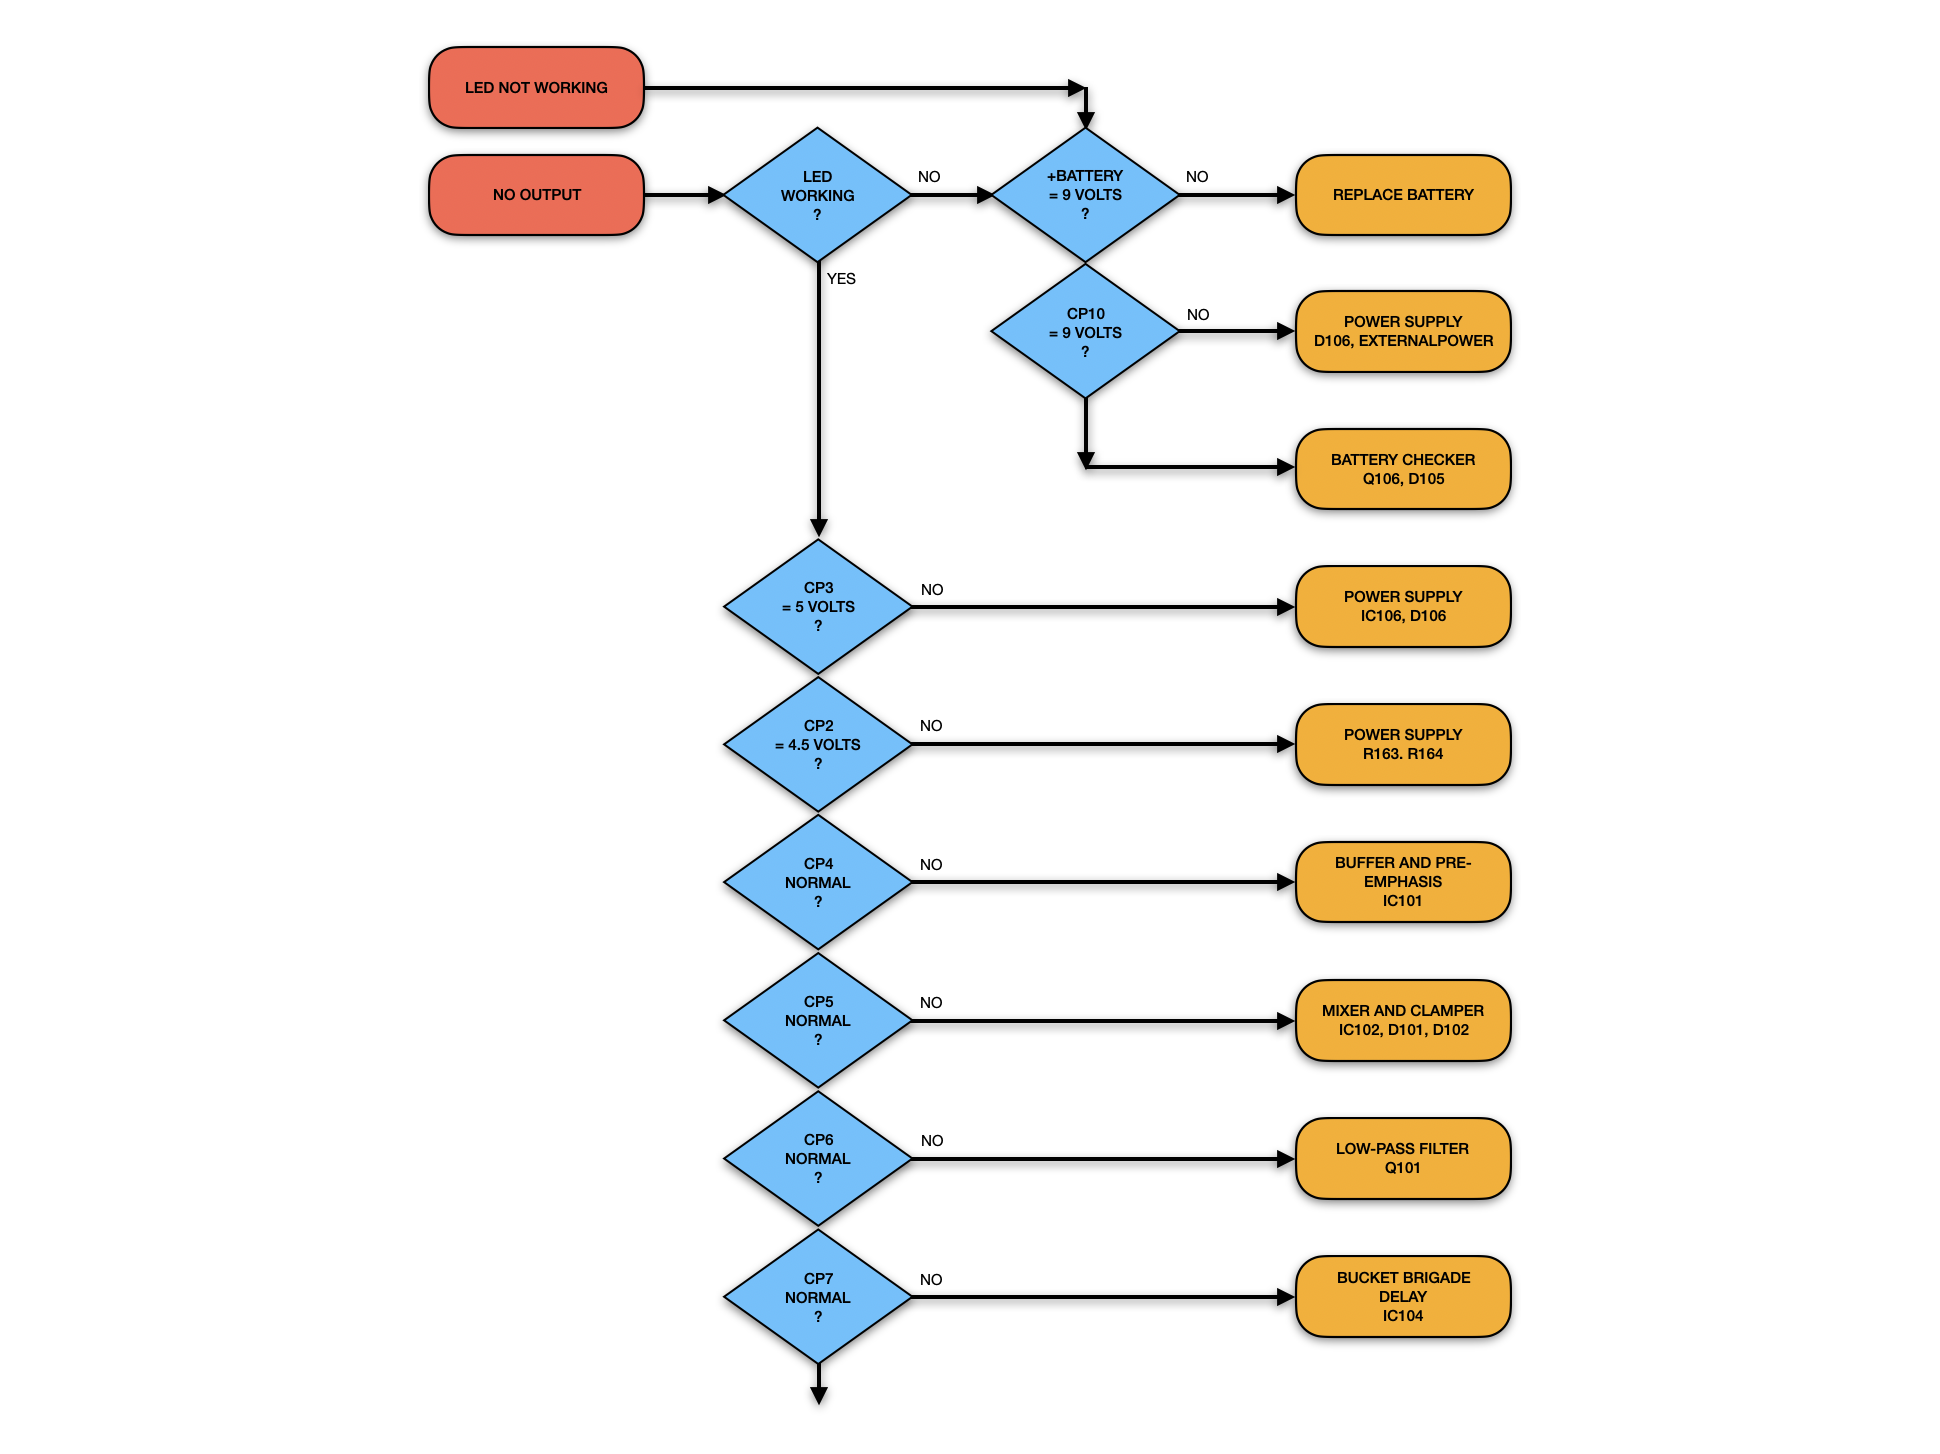 LED NOT WORKING
NO OUTPUT
LED
WORKING
?
NO
+BATTERY
= 9 VOLTS
?
NO
REPLACE BATTERY
YES
CP10
= 9 VOLTS
?
NO
POWER SUPPLY
D106, EXTERNALPOWER
BATTERY CHECKER
Q106, D105
CP3
= 5 VOLTS
?
NO
POWER SUPPLY
IC106, D106
CP2
= 4.5 VOLTS
?
NO
POWER SUPPLY
R163. R164
CP4
NORMAL
?
NO
BUFFER AND PRE-
EMPHASIS
IC101
CP5
NORMAL
?
NO
MIXER AND CLAMPER
IC102, D101, D102
CP6
NORMAL
?
NO
LOW-PASS FILTER
Q101
CP7
NORMAL
?
NO
BUCKET BRIGADE
DELAY
IC104